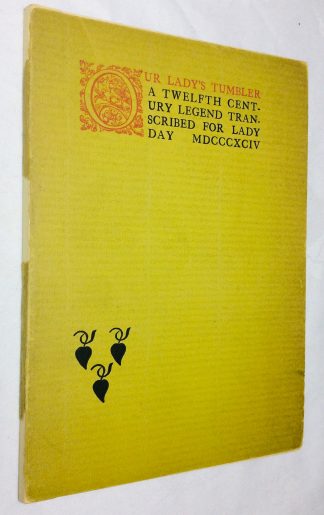 OUR LADY'S TUMBLER
A TWELFTH CENT-
URY LEGEND TRAN-
SCRIBED FOR LADY
DAY MDCCCXCIV